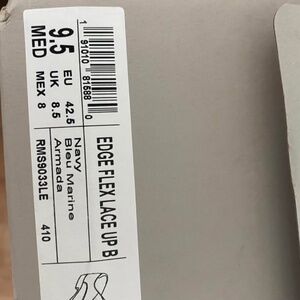 9.5 EU 42.5
MED UK 8.5
MEX 8
1 91010 81588 0
EDGE FLEX LACE UP B
Navy
Bleu Marine
Armada
RMS9033LE 410